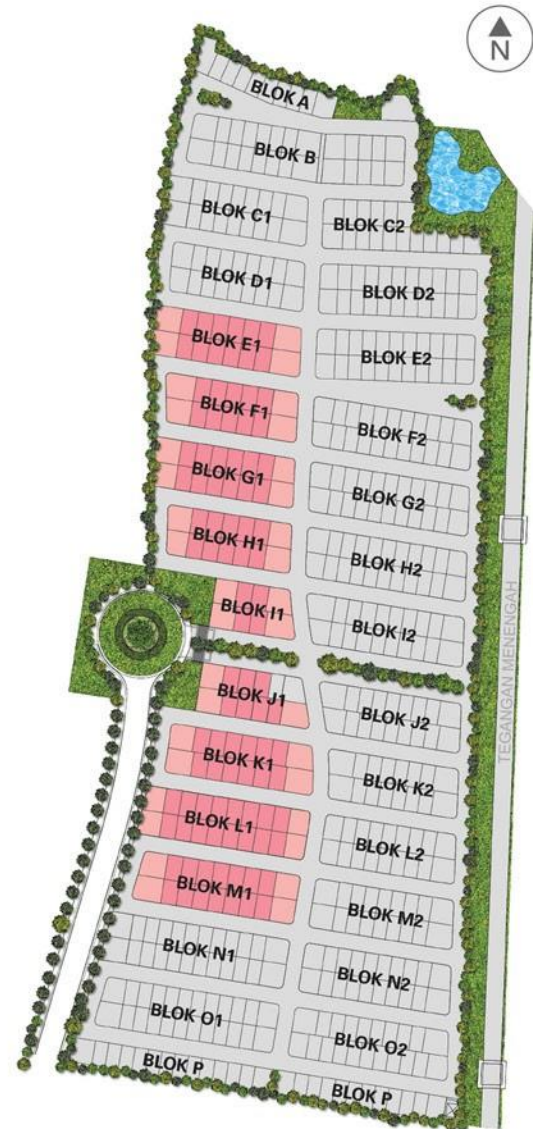 N
BLOK A
BLOK B
BLOK C1
BLOK C2
BLOK D1
BLOK D2
BLOK E1
BLOK E2
BLOK F1
BLOK F2
BLOK G1
BLOK G2
BLOK H1
BLOK H2
BLOK I1
BLOK I2
TEGANGAN MENENGAH
BLOK J1
BLOK J2
BLOK K1
BLOK K2
BLOK L1
BLOK L2
BLOK M1
BLOK M2
BLOK N1
BLOK N2
BLOK O1
BLOK O2
BLOK P
BLOK P